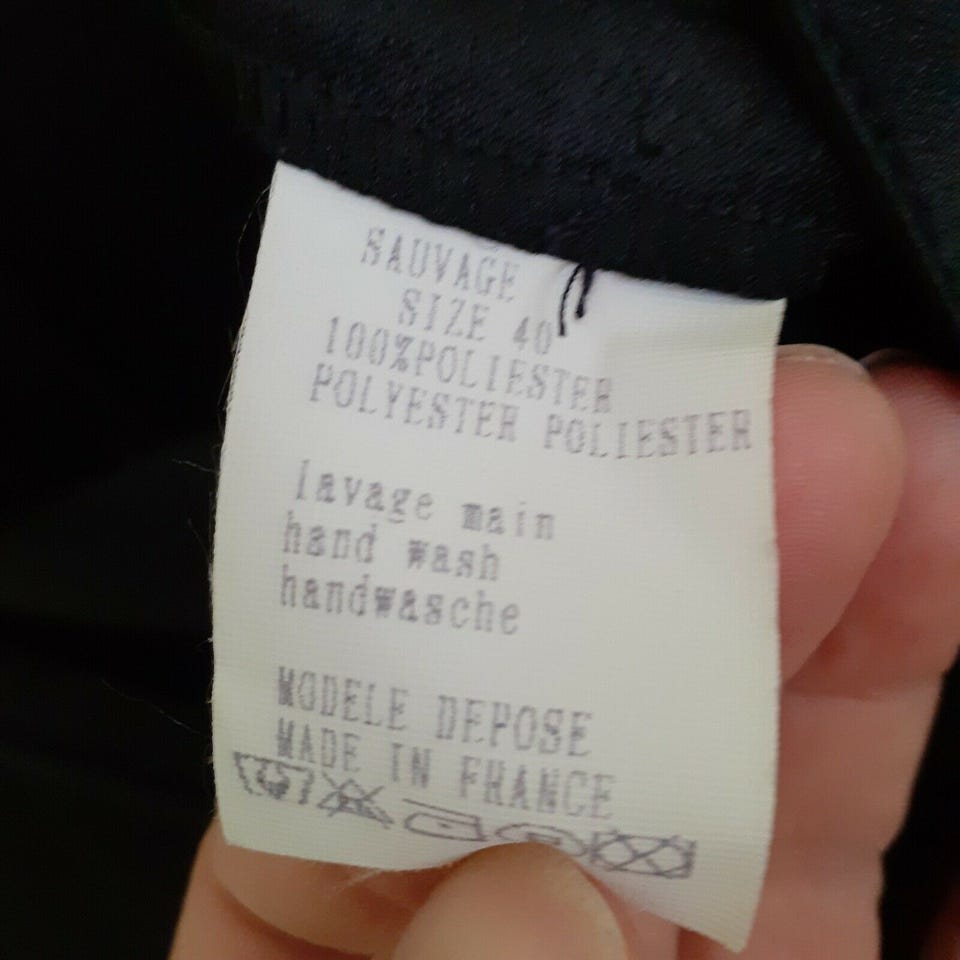 SAUVAGE
SIZE 40
100%POLIESTER
POLYESTER POLIESTER
lavage main
hand wash
handwasche
MODELE DEPOSE
MADE IN FRANCE